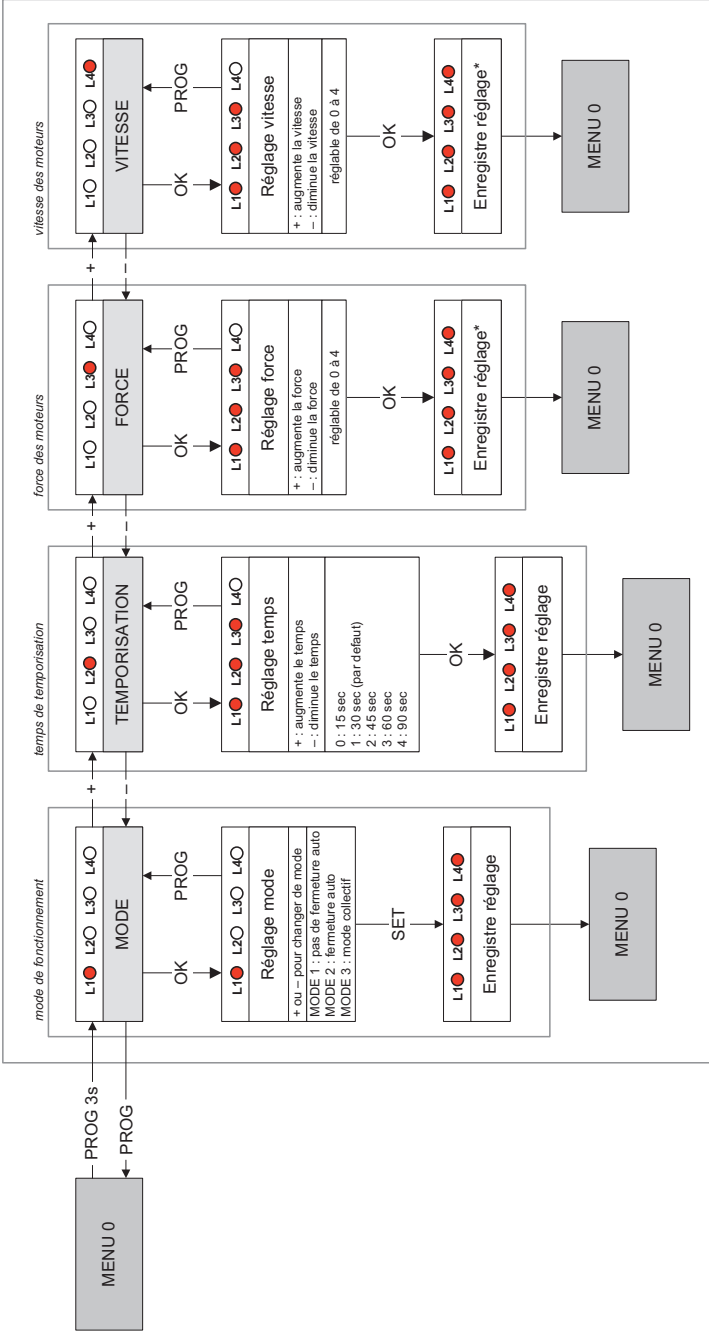 MENU 0
PROG 3s
PROG
mode de fonctionnement
L1 L2 L3 L4
MODE
OK
PROG
L1 L2 L3 L4
Réglage mode
+ ou – pour changer de mode
MODE 1 : pas de fermeture auto
MODE 2 : fermeture auto
MODE 3 : mode collectif
SET
L1 L2 L3 L4
Enregistre réglage
MENU 0
+
–
temps de temporisation
L1 L2 L3 L4
TEMPORISATION
OK
PROG
L1 L2 L3 L4
Réglage temps
+ : augmente le temps
– : diminue le temps
0 : 15 sec
1 : 30 sec (par defaut)
2 : 45 sec
3 : 60 sec
4 : 90 sec
OK
L1 L2 L3 L4
Enregistre réglage
MENU 0
+
–
force des moteurs
L1 L2 L3 L4
FORCE
OK
PROG
L1 L2 L3 L4
Réglage force
+ : augmente la force
– : diminue la force
réglable de 0 à 4
OK
L1 L2 L3 L4
Enregistre réglage*
MENU 0
+
–
vitesse des moteurs
L1 L2 L3 L4
VITESSE
OK
PROG
L1 L2 L3 L4
Réglage vitesse
+ : augmente la vitesse
– : diminue la vitesse
réglable de 0 à 4
OK
L1 L2 L3 L4
Enregistre réglage*
MENU 0